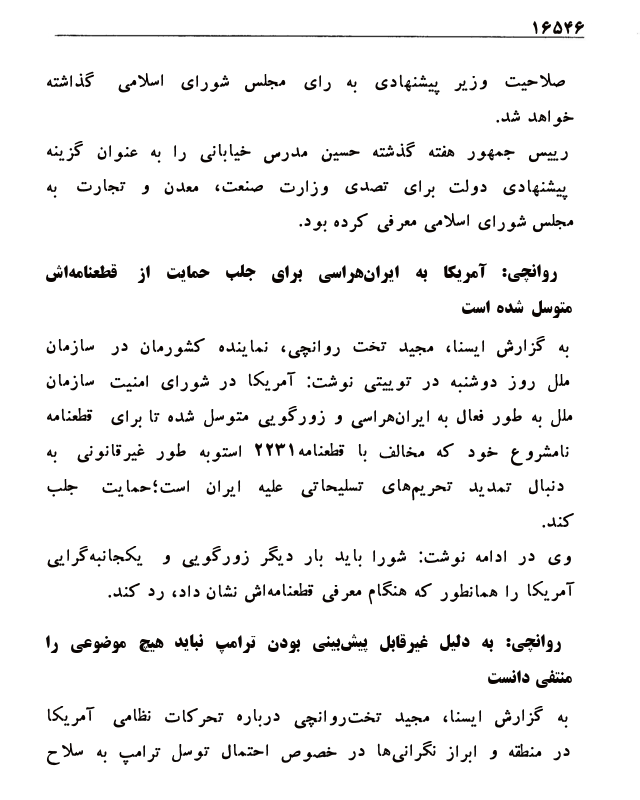 ۱۶۵۴۶
صلاحیت وزیر پیشنهادی به رای مجلس شورای اسلامی گذاشته
خواهد شد.
رییس جمهور هفته گذشته حسین مدرس خیابانی را به عنوان گزینه
پیشنهادی دولت برای تصدی وزارت صنعت، معدن و تجارت به
مجلس شورای اسلامی معرفی کرده بود.
روانچی: آمریکا به ایران‌هراسی برای جلب حمایت از قطعنامه‌اش
متوسل شده است
به گزارش ایسنا، مجید تخت روانچی، نماینده کشورمان در سازمان
ملل روز دوشنبه در توییتی نوشت: آمریکا در شورای امنیت سازمان
ملل به طور فعال به ایران‌هراسی و زورگویی متوسل شده تا برای قطعنامه
نامشروع خود که مخالف با قطعنامه۲۲۳۱ استوبه طور غیرقانونی به
دنبال تمدید تحریم‌های تسلیحاتی علیه ایران است؛حمایت جلب
کند.
وی در ادامه نوشت: شورا باید بار دیگر زورگویی و یکجانبه‌گرایی
آمریکا را همانطور که هنگام معرفی قطعنامه‌اش نشان داد، رد کند.
روانچی: به دلیل غیرقابل پیش‌بینی بودن ترامپ نباید هیچ موضوعی را
منتفی دانست
به گزارش ایسنا، مجید تخت‌روانچی درباره تحرکات نظامی آمریکا
در منطقه و ابراز نگرانی‌ها در خصوص احتمال توسل ترامپ به سلاح